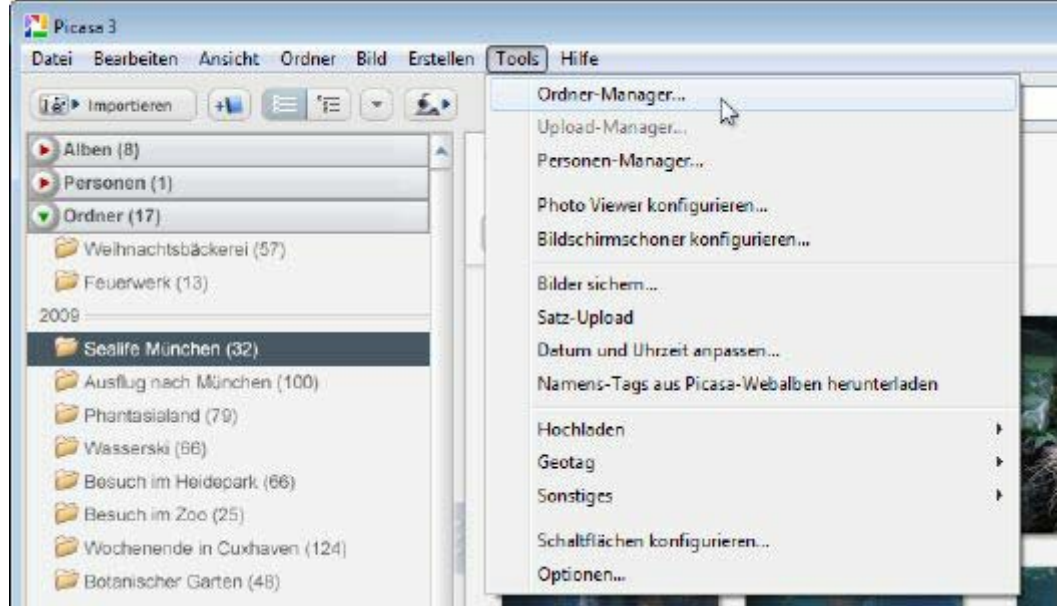 Picasa 3
Datei Bearbeiten Ansicht Ordner Bild Erstellen Tools Hilfe
Importieren
Alben (8)
Personen (1)
Ordner (17)
Weihnachtsbäckerei (57)
Feuerwerk (13)
2009
Sealife München (32)
Ausflug nach München (100)
Phantasialand (79)
Wasserski (66)
Besuch im Heidepark (66)
Besuch im Zoo (25)
Wochenende in Cuxhaven (124)
Botanischer Garten (48)
Ordner-Manager...
Upload-Manager...
Personen-Manager...
Photo Viewer konfigurieren...
Bildschirmschoner konfigurieren...
Bilder sichern...
Satz-Upload
Datum und Uhrzeit anpassen...
Namens-Tags aus Picasa-Webalben herunterladen
Hochladen
Geotag
Sonstiges
Schaltflächen konfigurieren...
Optionen...